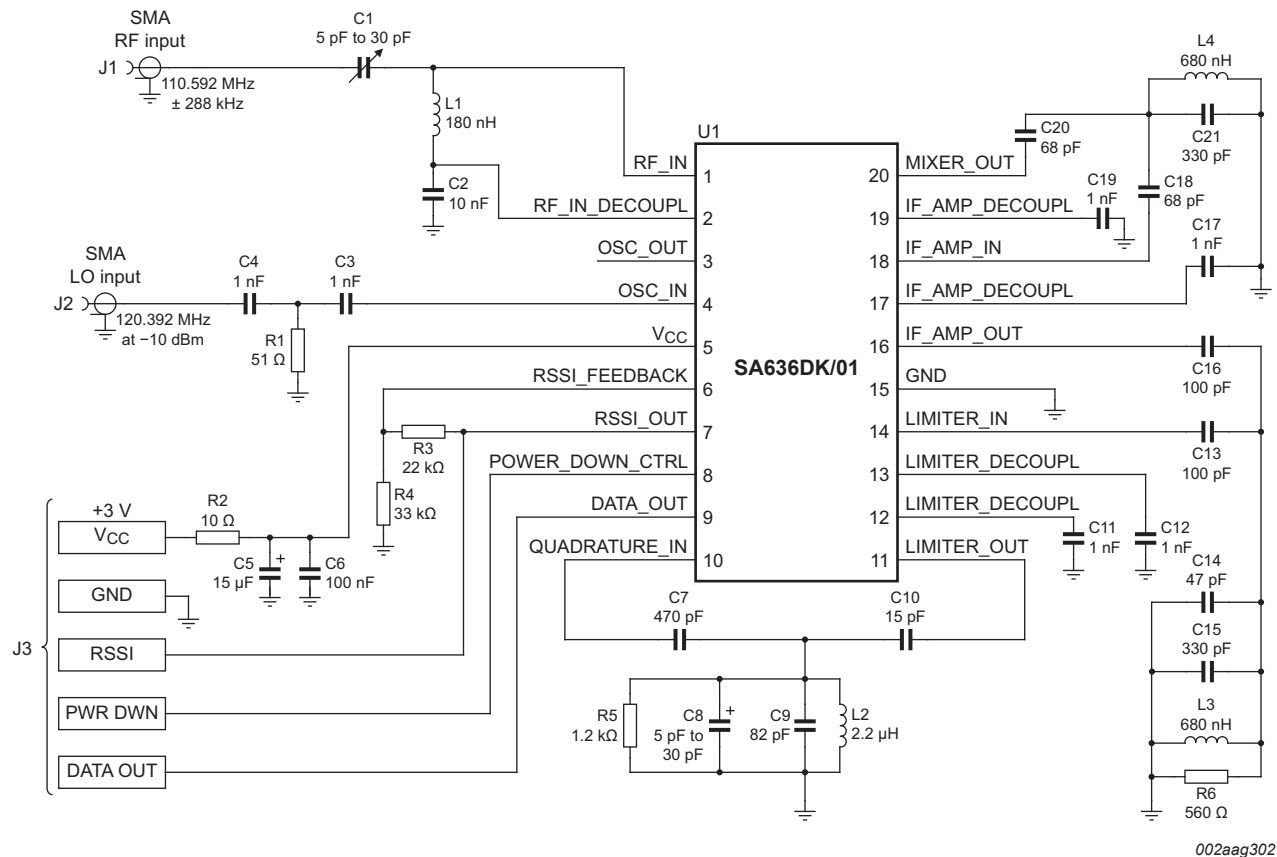 SMA
RF input
J1
110.592 MHz
± 288 kHz
C1
5 pF to 30 pF
L1
180 nH
C2
10 nF
SMA
LO input
J2
120.392 MHz
at −10 dBm
C4
1 nF
C3
1 nF
R1
51 Ω
U1
SA636DK/01
RF_IN
1
RF_IN_DECOUPL
2
OSC_OUT
3
OSC_IN
4
VCC
5
RSSI_FEEDBACK
6
RSSI_OUT
7
POWER_DOWN_CTRL
8
DATA_OUT
9
QUADRATURE_IN
10
20
MIXER_OUT
19
IF_AMP_DECOUPL
18
IF_AMP_IN
17
IF_AMP_DECOUPL
16
IF_AMP_OUT
15
GND
14
LIMITER_IN
13
LIMITER_DECOUPL
12
LIMITER_DECOUPL
11
LIMITER_OUT
R3
22 kΩ
R4
33 kΩ
J3
+3 V
VCC
GND
RSSI
PWR DWN
DATA OUT
R2
10 Ω
C5
15 μF
+
C6
100 nF
C7
470 pF
C10
15 pF
R5
1.2 kΩ
C8
5 pF to
30 pF
+
C9
82 pF
L2
2.2 μH
L4
680 nH
C20
68 pF
C21
330 pF
C19
1 nF
C18
68 pF
C17
1 nF
C16
100 pF
C13
100 pF
C11
1 nF
C12
1 nF
C14
47 pF
C15
330 pF
L3
680 nH
R6
560 Ω
002aag302